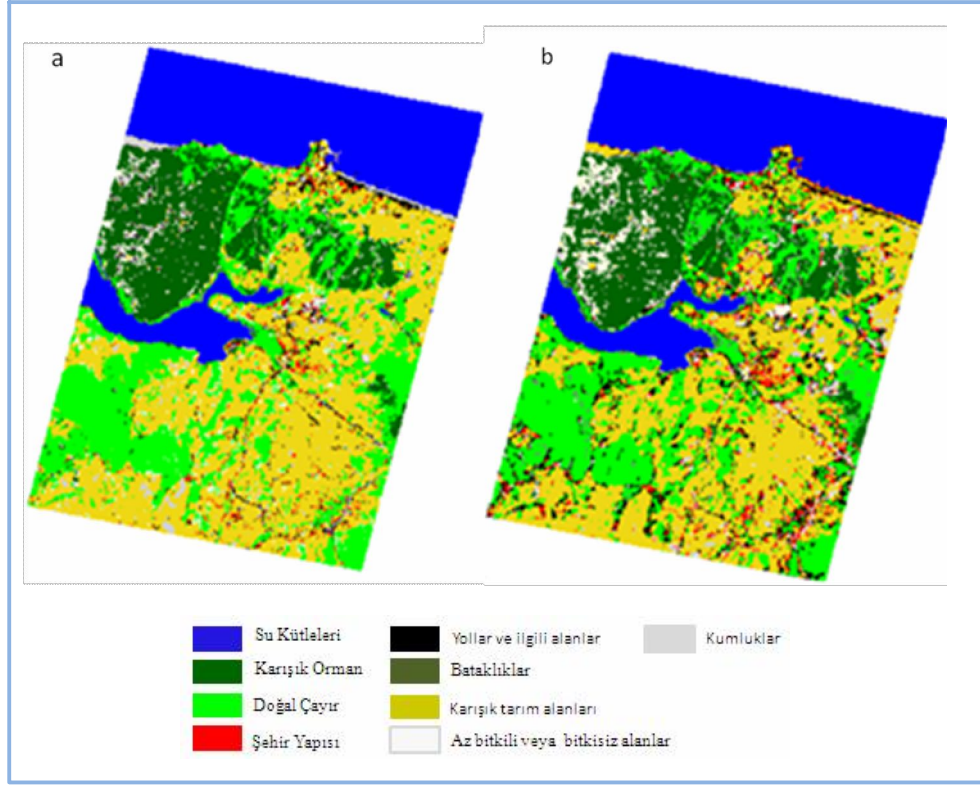 a
b
Su Kütleleri
Yollar ve ilgili alanlar
Kumluklar
Karışık Orman
Bataklıklar
Doğal Çayır
Karışık tarım alanları
Şehir Yapısı
Az bitkili veya bitkisiz alanlar